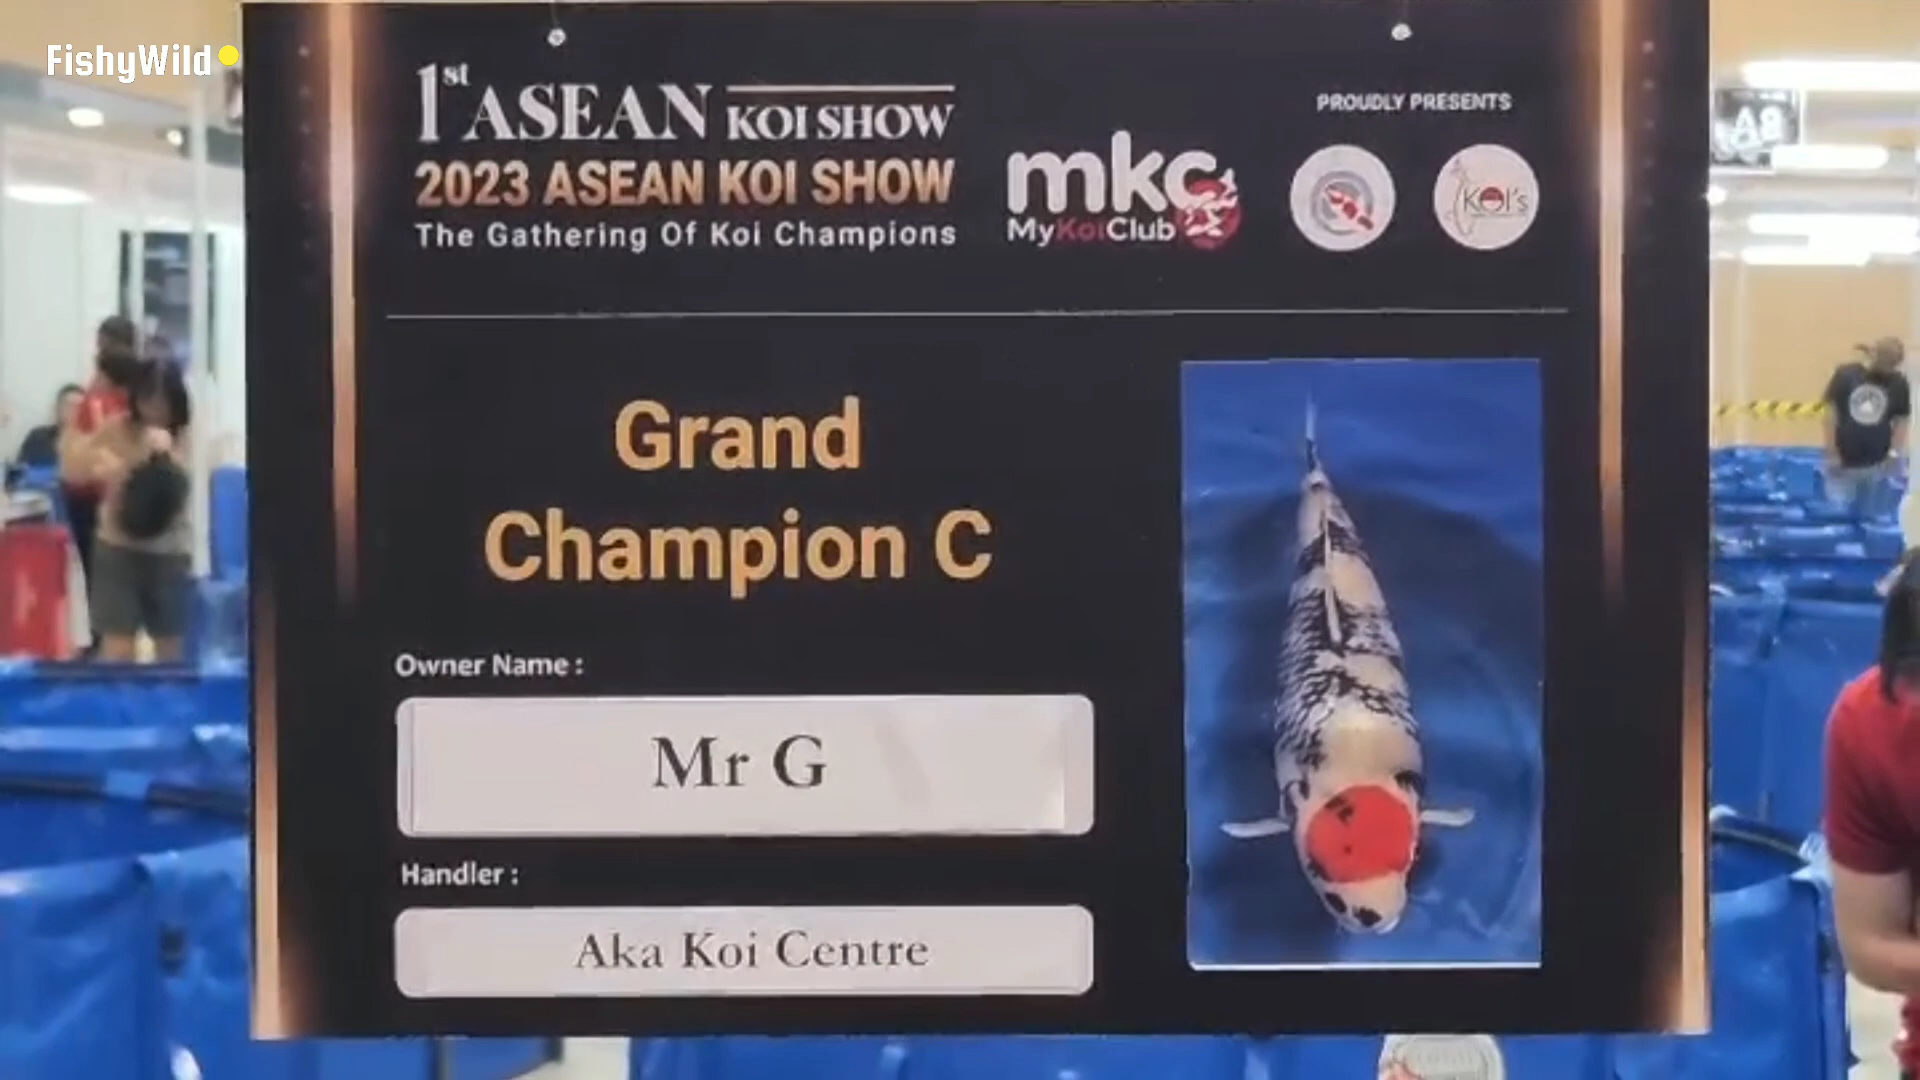 FishyWild
1st ASEAN KOI SHOW
2023 ASEAN KOI SHOW
The Gathering Of Koi Champions
mkc
MyKoiClub
PROUDLY PRESENTS
KOI's
A8
Grand
Champion C
Owner Name :
Mr G
Handler :
Aka Koi Centre